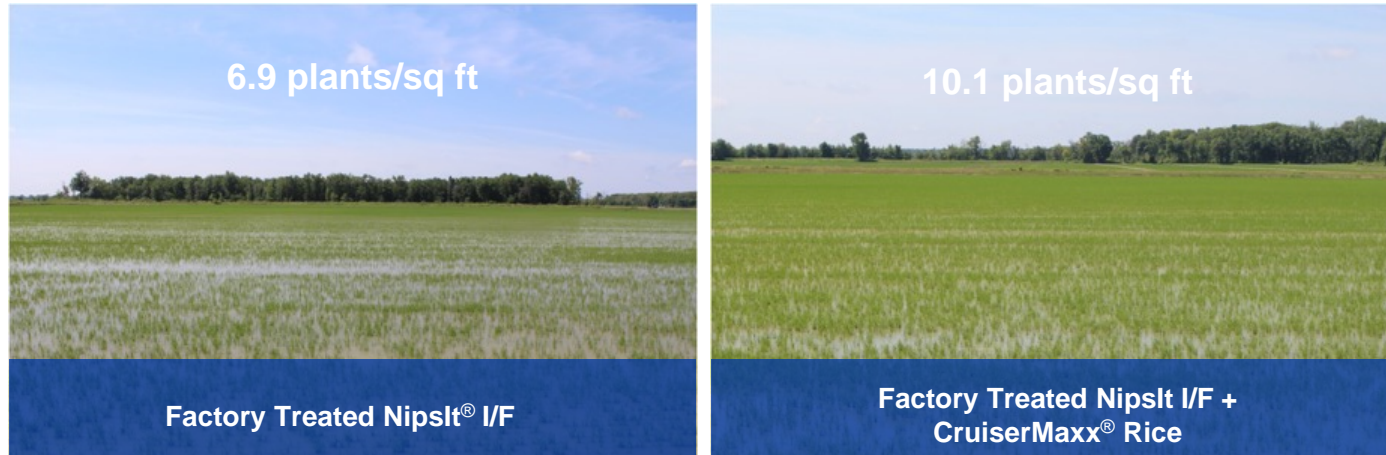 6.9 plants/sq ft
10.1 plants/sq ft
Factory Treated NipsIt® I/F
Factory Treated NipsIt I/F +
CruiserMaxx® Rice